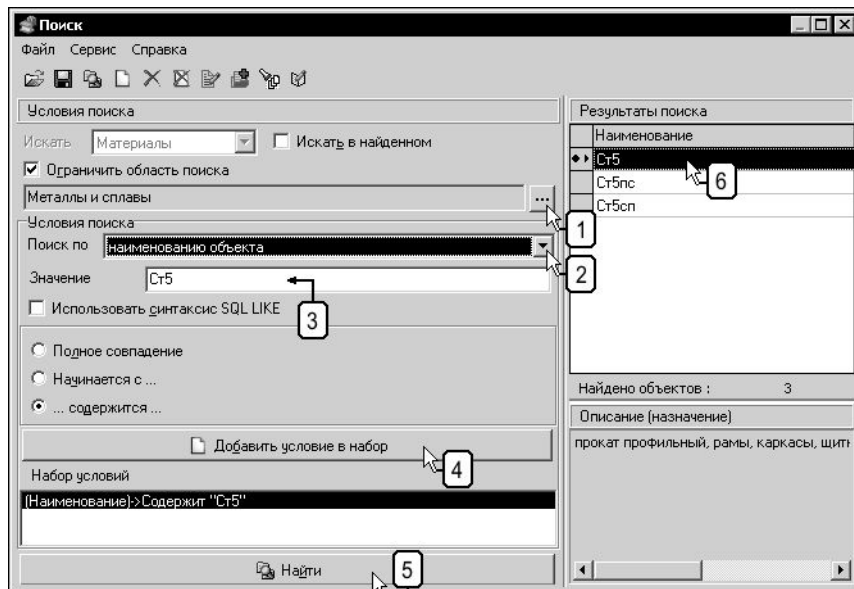 Поиск
Файл Сервис Справка
Условия поиска
Искать Материалы Искать в найденном
Ограничить область поиска
Металлы и сплавы ...
1
Условия поиска
Поиск по наименованию объекта
2
Значение Ст5
3
Использовать синтаксис SQL LIKE
Полное совпадение
Начинается с ...
... содержится ...
Добавить условие в набор
4
Набор условий
(Наименование)->Содержит "Ст5"
Найти
5
Результаты поиска
Наименование
Ст5
6
Ст5пс
Ст5сп
Найдено объектов : 3
Описание (назначение)
прокат профильный, рамы, каркасы, щитк